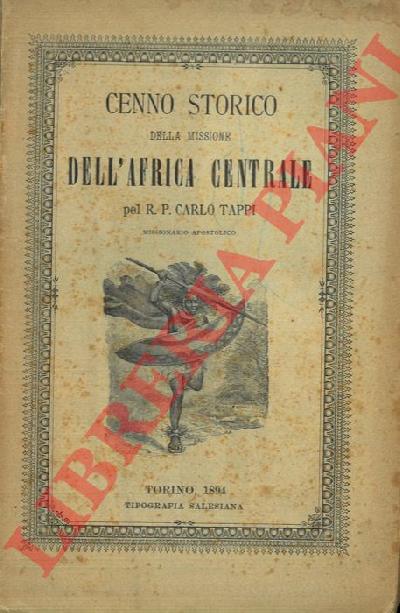 CENNO STORICO
DELLA MISSIONE
DELL'AFRICA CENTRALE
pel R. P. CARLO TAPPI
MISSIONARIO APOSTOLICO
TORINO 1894
TIPOGRAFIA SALESIANA
LIBRERIA PIANI